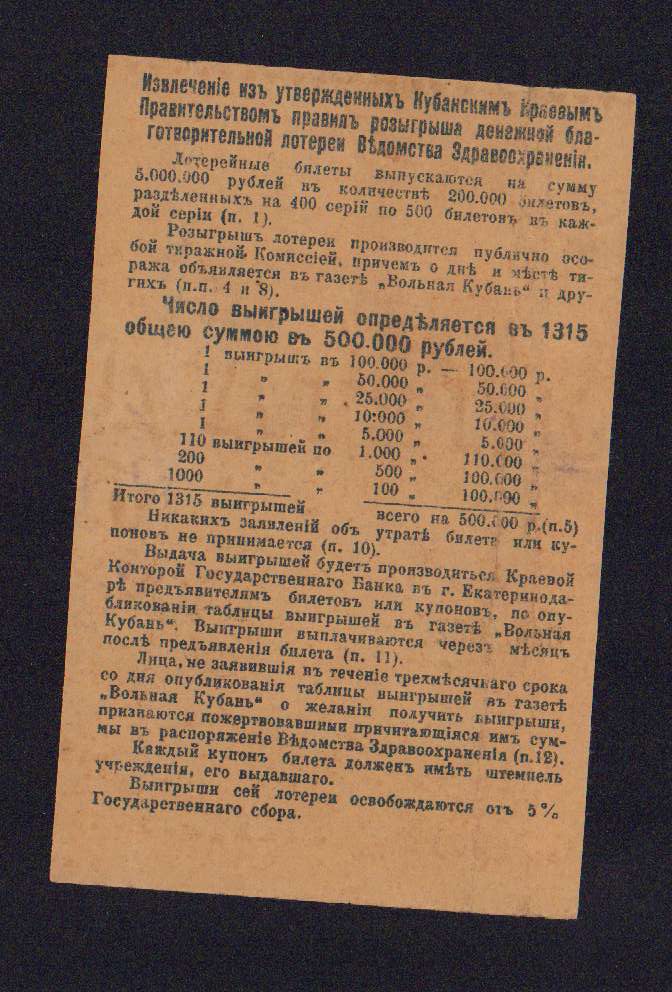 Извлеченіе изъ утвержденныхъ Кубанскимъ Краевымъ
Правительствомъ правилъ розыгрыша денежной бла-
готворительной лотереи Вѣдомства Здравоохраненія.
Лотерейные билеты выпускаются на сумму
5.000.000 рублей въ количествѣ 200.000 билетовъ,
раздѣленныхъ на 400 серій по 500 билетовъ въ каж-
дой серіи (п. 1).
Розыгрышъ лотереи производится публично осо-
бой тиражной Комиссіей, причемъ о днѣ и мѣстѣ ти-
ража объявляется въ газетѣ „Вольная Кубань“ и дру-
гихъ (п.п. 4 и 8).
Число выигрышей опредѣляется въ 1315
общею суммою въ 500.000 рублей.
1 выигрышъ въ 100.000 р. — 100.000 р.
1 „ „ 50.000 „ 50.000 „
1 „ „ 25.000 „ 25.000 „
1 „ „ 10.000 „ 10.000 „
1 „ „ 5.000 „ 5.000 „
110 выигрышей по 1.000 „ 110.000 „
200 „ „ 500 „ 100.000 „
1000 „ „ 100 „ 100.000 „
Итого 1315 выигрышей всего на 500.000 р.(п.5)
Никакихъ заявленій объ утратѣ билета или ку-
поновъ не принимается (п. 10).
Выдача выигрышей будетъ производиться Краевой
Конторой Государственнаго Банка въ г. Екатеринода-
рѣ предъявителямъ билетовъ или купоновъ, по опу-
бликованіи таблицы выигрышей въ газетѣ „Вольная
Кубань“. Выигрыши выплачиваются черезъ мѣсяцъ
послѣ предъявленія билета (п. 11).
Лица, не заявившія въ теченіе трехмѣсячнаго срока
со дня опубликованія таблицы выигрышей въ газетѣ
„Вольная Кубань“ о желаніи получить выигрыши,
признаются пожертвовавшими причитающіяся имъ сум-
мы въ распоряженіе Вѣдомства Здравоохраненія (п.12).
Каждый купонъ билета долженъ имѣть штемпель
учрежденія, его выдавшаго.
Выигрыши сей лотереи освобождаются отъ 5%
Государственнаго сбора.